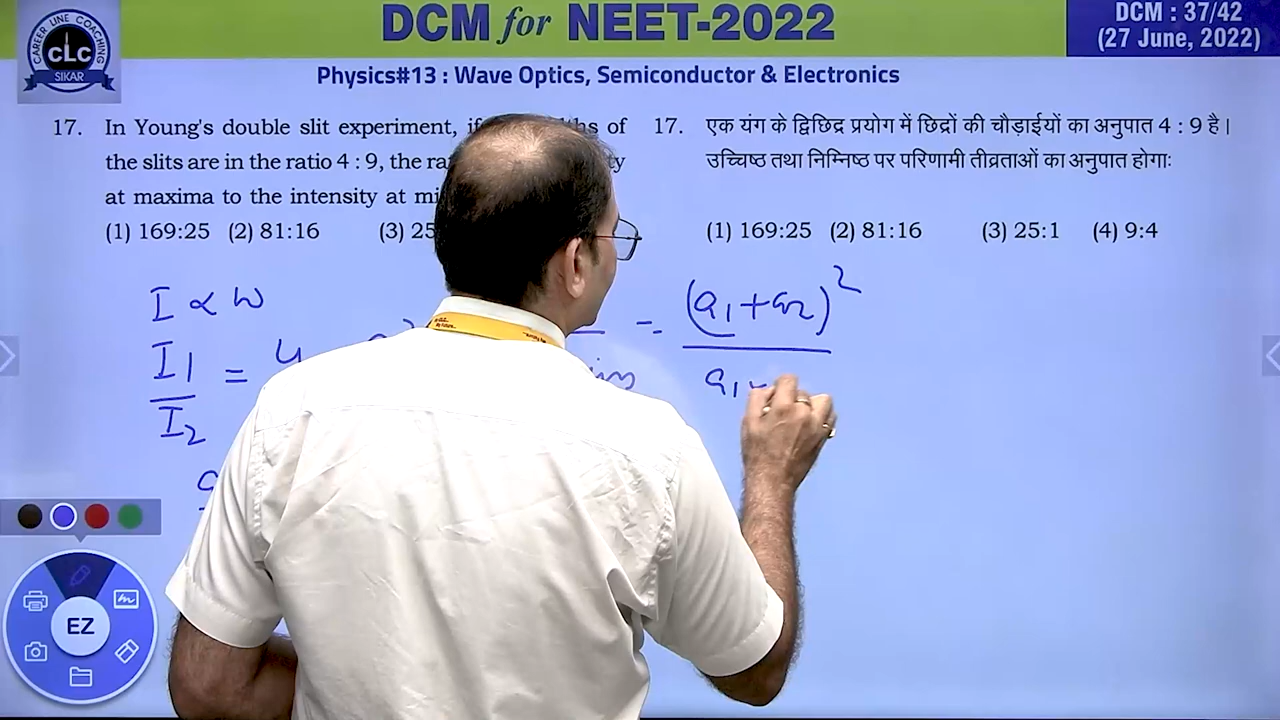 DCM for NEET-2022
DCM : 37/42
(27 June, 2022)
CAREER LINE COACHING
CLC
SIKAR
Physics#13 : Wave Optics, Semiconductor & Electronics
17. In Young's double slit experiment, of
the slits are in the ratio 4 : 9, the
at maxima to the intensity at
(1) 169:25 (2) 81:16 (3)
17. एक यंग के द्विछिद्र प्रयोग में छिद्रों की चौड़ाईयों का अनुपात 4 : 9 है।
उच्चिष्ठ तथा निम्निष्ठ पर परिणामी तीव्रताओं का अनुपात होगाः
(1) 169:25 (2) 81:16 (3) 25:1 (4) 9:4
I ∝ W
I1
= 4
I2
= (a1+a2)²
a1
EZ